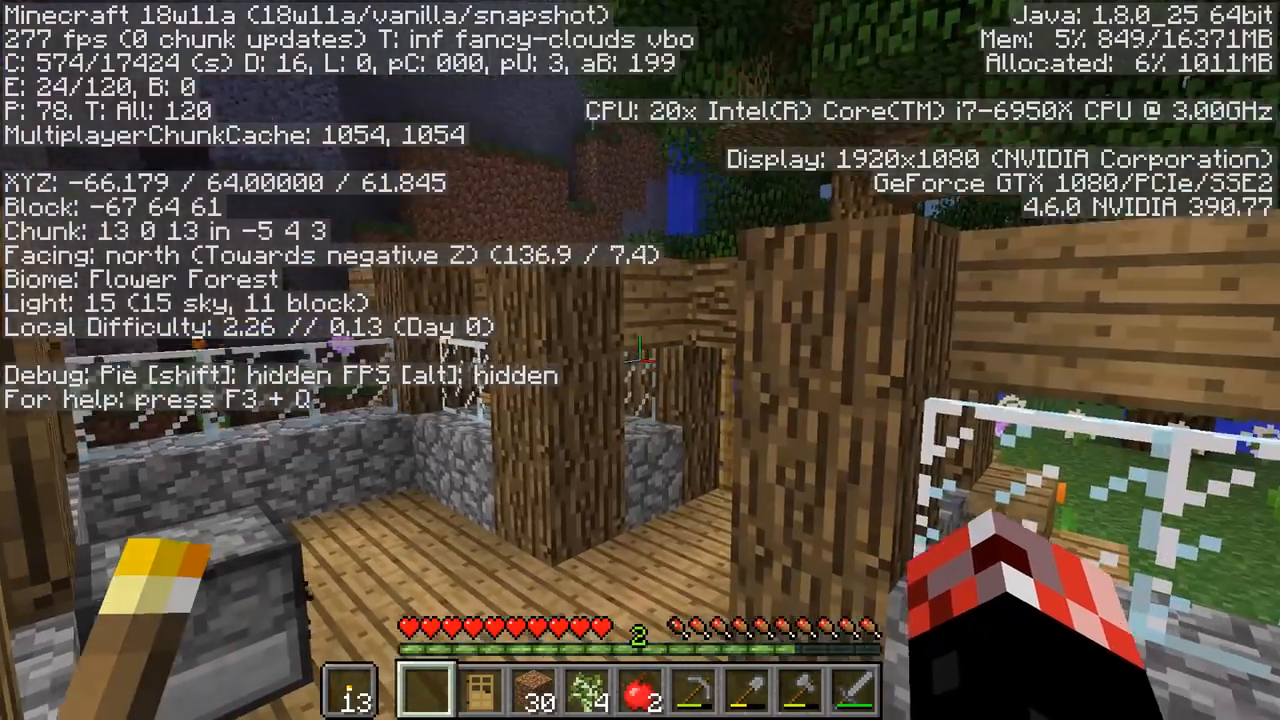 Minecraft 18w11a (18w11a/vanilla/snapshot)
277 fps (0 chunk updates) T: inf fancy-clouds vbo
C: 574/17424 (s) D: 16, L: 0, pC: 000, pU: 3, aB: 199
E: 24/120, B: 0
P: 78. T: All: 120
MultiplayerChunkCache: 1054, 1054
XYZ: -66.179 / 64.00000 / 61.845
Block: -67 64 61
Chunk: 13 0 13 in -5 4 3
Facing: north (Towards negative Z) (136.9 / 7.4)
Biome: Flower Forest
Light: 15 (15 sky, 11 block)
Local Difficulty: 2.26 // 0.13 (Day 0)
Debug: Pie [shift]: hidden FPS [alt]: hidden
For help: press F3 + Q
Java: 1.8.0_25 64bit
Mem: 5% 849/16371MB
Allocated: 6% 1011MB
CPU: 20x Intel(R) Core(TM) i7-6950X CPU @ 3.00GHz
Display: 1920x1080 (NVIDIA Corporation)
GeForce GTX 1080/PCIe/SSE2
4.6.0 NVIDIA 390.77
3
13
30
4
2